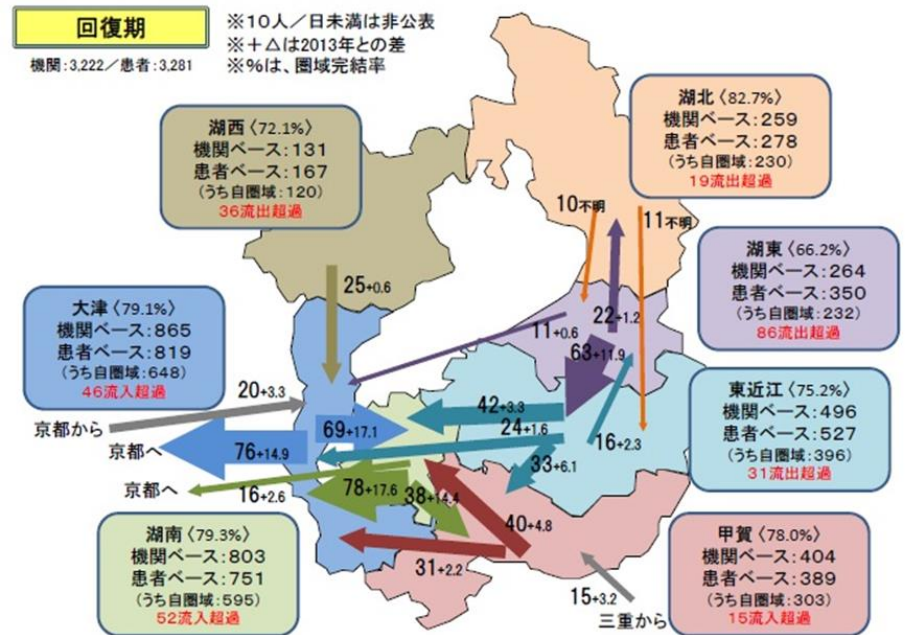 回復期
機関:3,222/患者:3,281
※10人/日未満は非公表
※+△は2013年との差
※%は、圏域完結率
湖西〈72.1%〉
機関ベース:131
患者ベース:167
(うち自圏域:120)
36流出超過
湖北〈82.7%〉
機関ベース:259
患者ベース:278
(うち自圏域:230)
19流出超過
10不明
11不明
湖東〈66.2%〉
機関ベース:264
患者ベース:350
(うち自圏域:232)
86流出超過
25+0.6
22+1.2
11+0.6
63+11.9
大津〈79.1%〉
機関ベース:865
患者ベース:819
(うち自圏域:648)
46流入超過
東近江〈75.2%〉
機関ベース:496
患者ベース:527
(うち自圏域:396)
31流出超過
20+3.3
京都から
京都へ
76+14.9
69+17.1
42+3.3
24+1.6
16+2.3
33+6.1
京都へ
16+2.6
78+17.6
38+14.4
40+4.8
31+2.2
15+3.2
三重から
湖南〈79.3%〉
機関ベース:803
患者ベース:751
(うち自圏域:595)
52流入超過
甲賀〈78.0%〉
機関ベース:404
患者ベース:389
(うち自圏域:303)
15流入超過